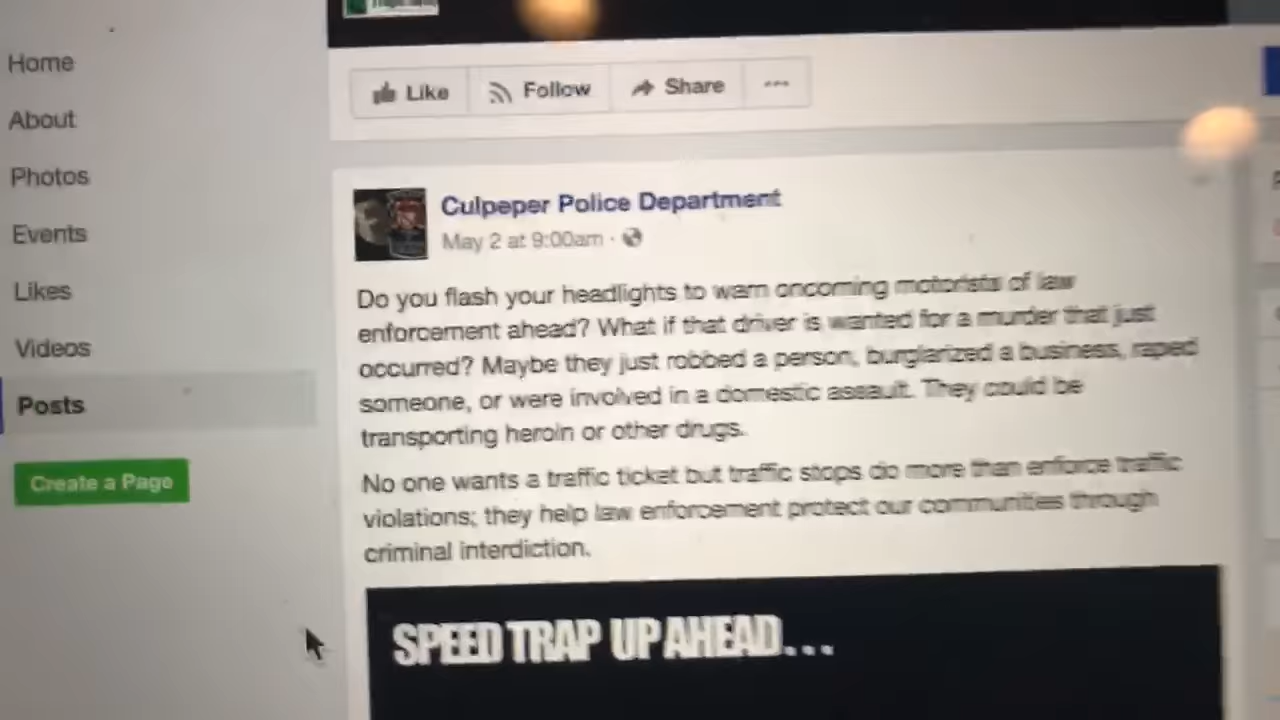 Home
About
Photos
Events
Likes
Videos
Posts
Create a Page
Like Follow Share ...
Culpeper Police Department
May 2 at 9:00am ·
Do you flash your headlights to warn oncoming motorists of law
enforcement ahead? What if that driver is wanted for a murder that just
occurred? Maybe they just robbed a person, burglarized a business, raped
someone, or were involved in a domestic assault. They could be
transporting heroin or other drugs.
No one wants a traffic ticket but traffic stops do more than enforce traffic
violations; they help law enforcement protect our communities through
criminal interdiction.
SPEED TRAP UP AHEAD...